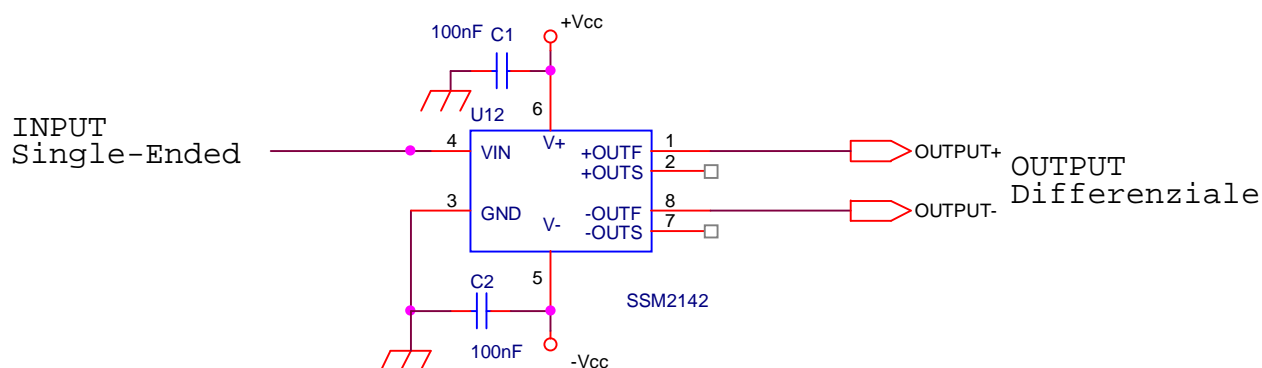 +Vcc
100nF C1
U12
6
INPUT
Single-Ended
4 VIN V+ +OUTF 1 OUTPUT+
+OUTS 2
OUTPUT
Differenziale
3 GND V- -OUTF 8 OUTPUT-
-OUTS 7
5
C2
SSM2142
100nF
-Vcc